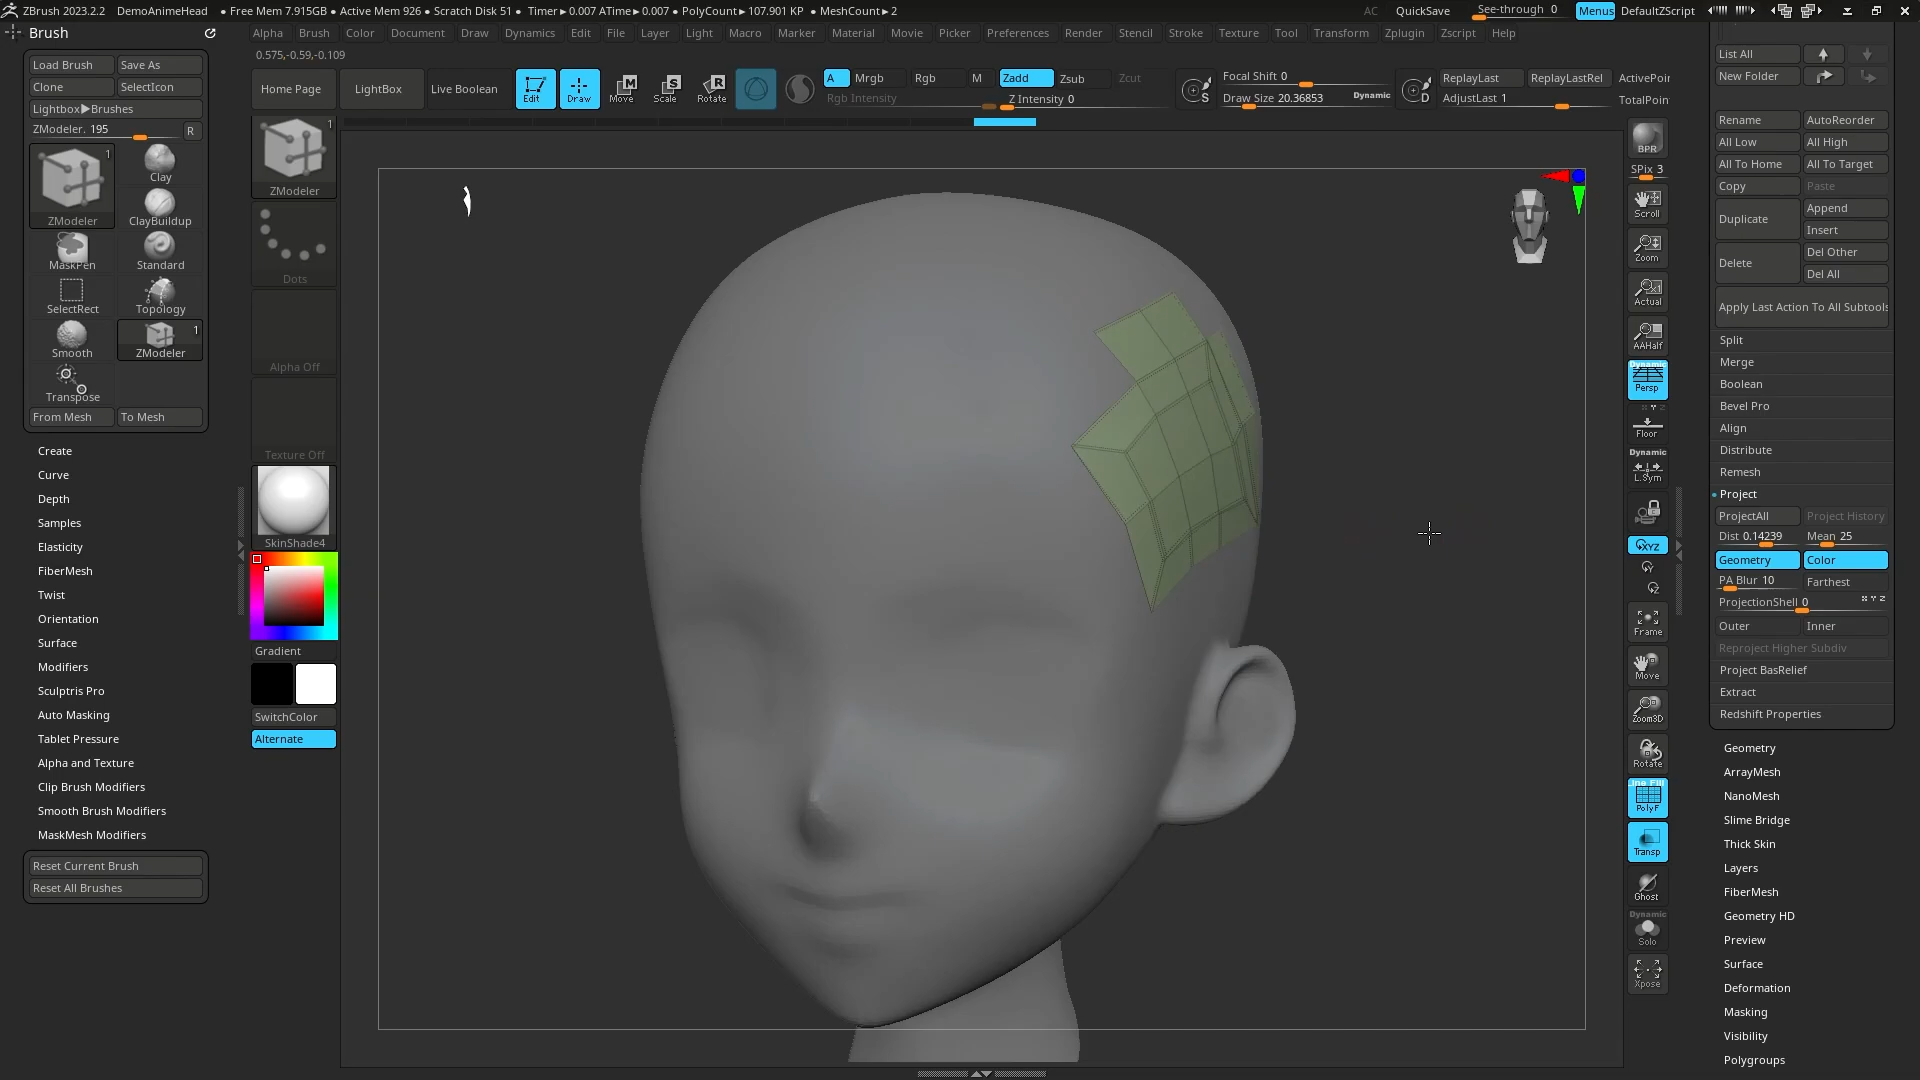 ZBrush 2023.2.2 DemoAnimeHead • Free Mem 7.915GB • Active Mem 926 • Scratch Disk 51 • Timer▸0.007 ATime▸0.007 • PolyCount▸107.901 KP • MeshCount▸2 AC QuickSave See-through 0 Menus DefaultZScript
Brush
Alpha Brush Color Document Draw Dynamics Edit File Layer Light Macro Marker Material Movie Picker Preferences Render Stencil Stroke Texture Tool Transform Zplugin Zscript Help
0.575,-0.59,-0.109
Load Brush Save As
Clone SelectIcon
Lightbox▶Brushes
ZModeler. 195 R
ZModeler 1
Clay
ClayBuildup
MaskPen Standard
SelectRect Topology
Smooth ZModeler 1
Transpose
From Mesh To Mesh
Create
Curve
Depth
Samples
Elasticity
FiberMesh
Twist
Orientation
Surface
Modifiers
Sculptris Pro
Auto Masking
Tablet Pressure
Alpha and Texture
Clip Brush Modifiers
Smooth Brush Modifiers
MaskMesh Modifiers
Reset Current Brush
Reset All Brushes
Home Page LightBox Live Boolean Edit Draw Move Scale Rotate
A Mrgb Rgb M Zadd Zsub Zcut
Rgb Intensity Z Intensity 0
S Focal Shift 0
Draw Size 20.36853 Dynamic
D ReplayLast ReplayLastRel ActivePoin
AdjustLast 1 TotalPoin
1
ZModeler
Dots
Alpha Off
Texture Off
SkinShade4
Gradient
SwitchColor
Alternate
BPR
SPix 3
Scroll
Zoom
Actual
AAHalf
Dynamic
Persp
Floor
Dynamic
L.Sym
XYZ
Frame
Move
Zoom3D
Rotate
Line Fill
PolyF
Transp
Ghost
Dynamic
Solo
Xpose
List All
New Folder
Rename AutoReorder
All Low All High
All To Home All To Target
Copy Paste
Duplicate Append
Insert
Delete Del Other
Del All
Apply Last Action To All Subtools
Split
Merge
Boolean
Bevel Pro
Align
Distribute
Remesh
Project
ProjectAll Project History
Dist 0.14239 Mean 25
Geometry Color
PA Blur 10 Farthest
ProjectionShell 0 X Y Z
Outer Inner
Reproject Higher Subdiv
Project BasRelief
Extract
Redshift Properties
Geometry
ArrayMesh
NanoMesh
Slime Bridge
Thick Skin
Layers
FiberMesh
Geometry HD
Preview
Surface
Deformation
Masking
Visibility
Polygroups